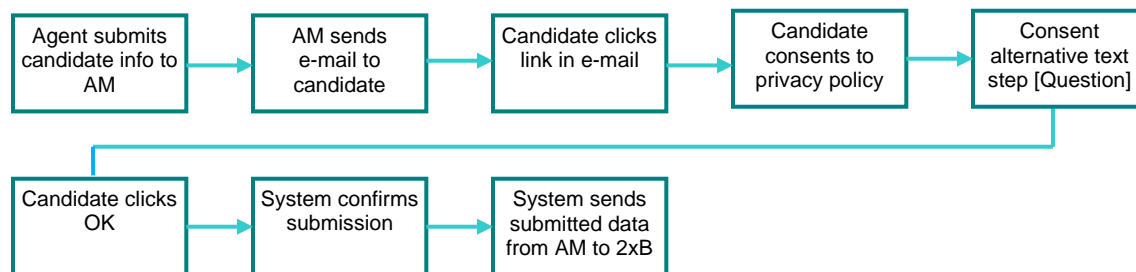 Agent submits
candidate info to
AM
AM sends
e-mail to
candidate
Candidate clicks
link in e-mail
Candidate
consents to
privacy policy
Consent
alternative text
step [Question]
Candidate clicks
OK
System confirms
submission
System sends
submitted data
from AM to 2xB